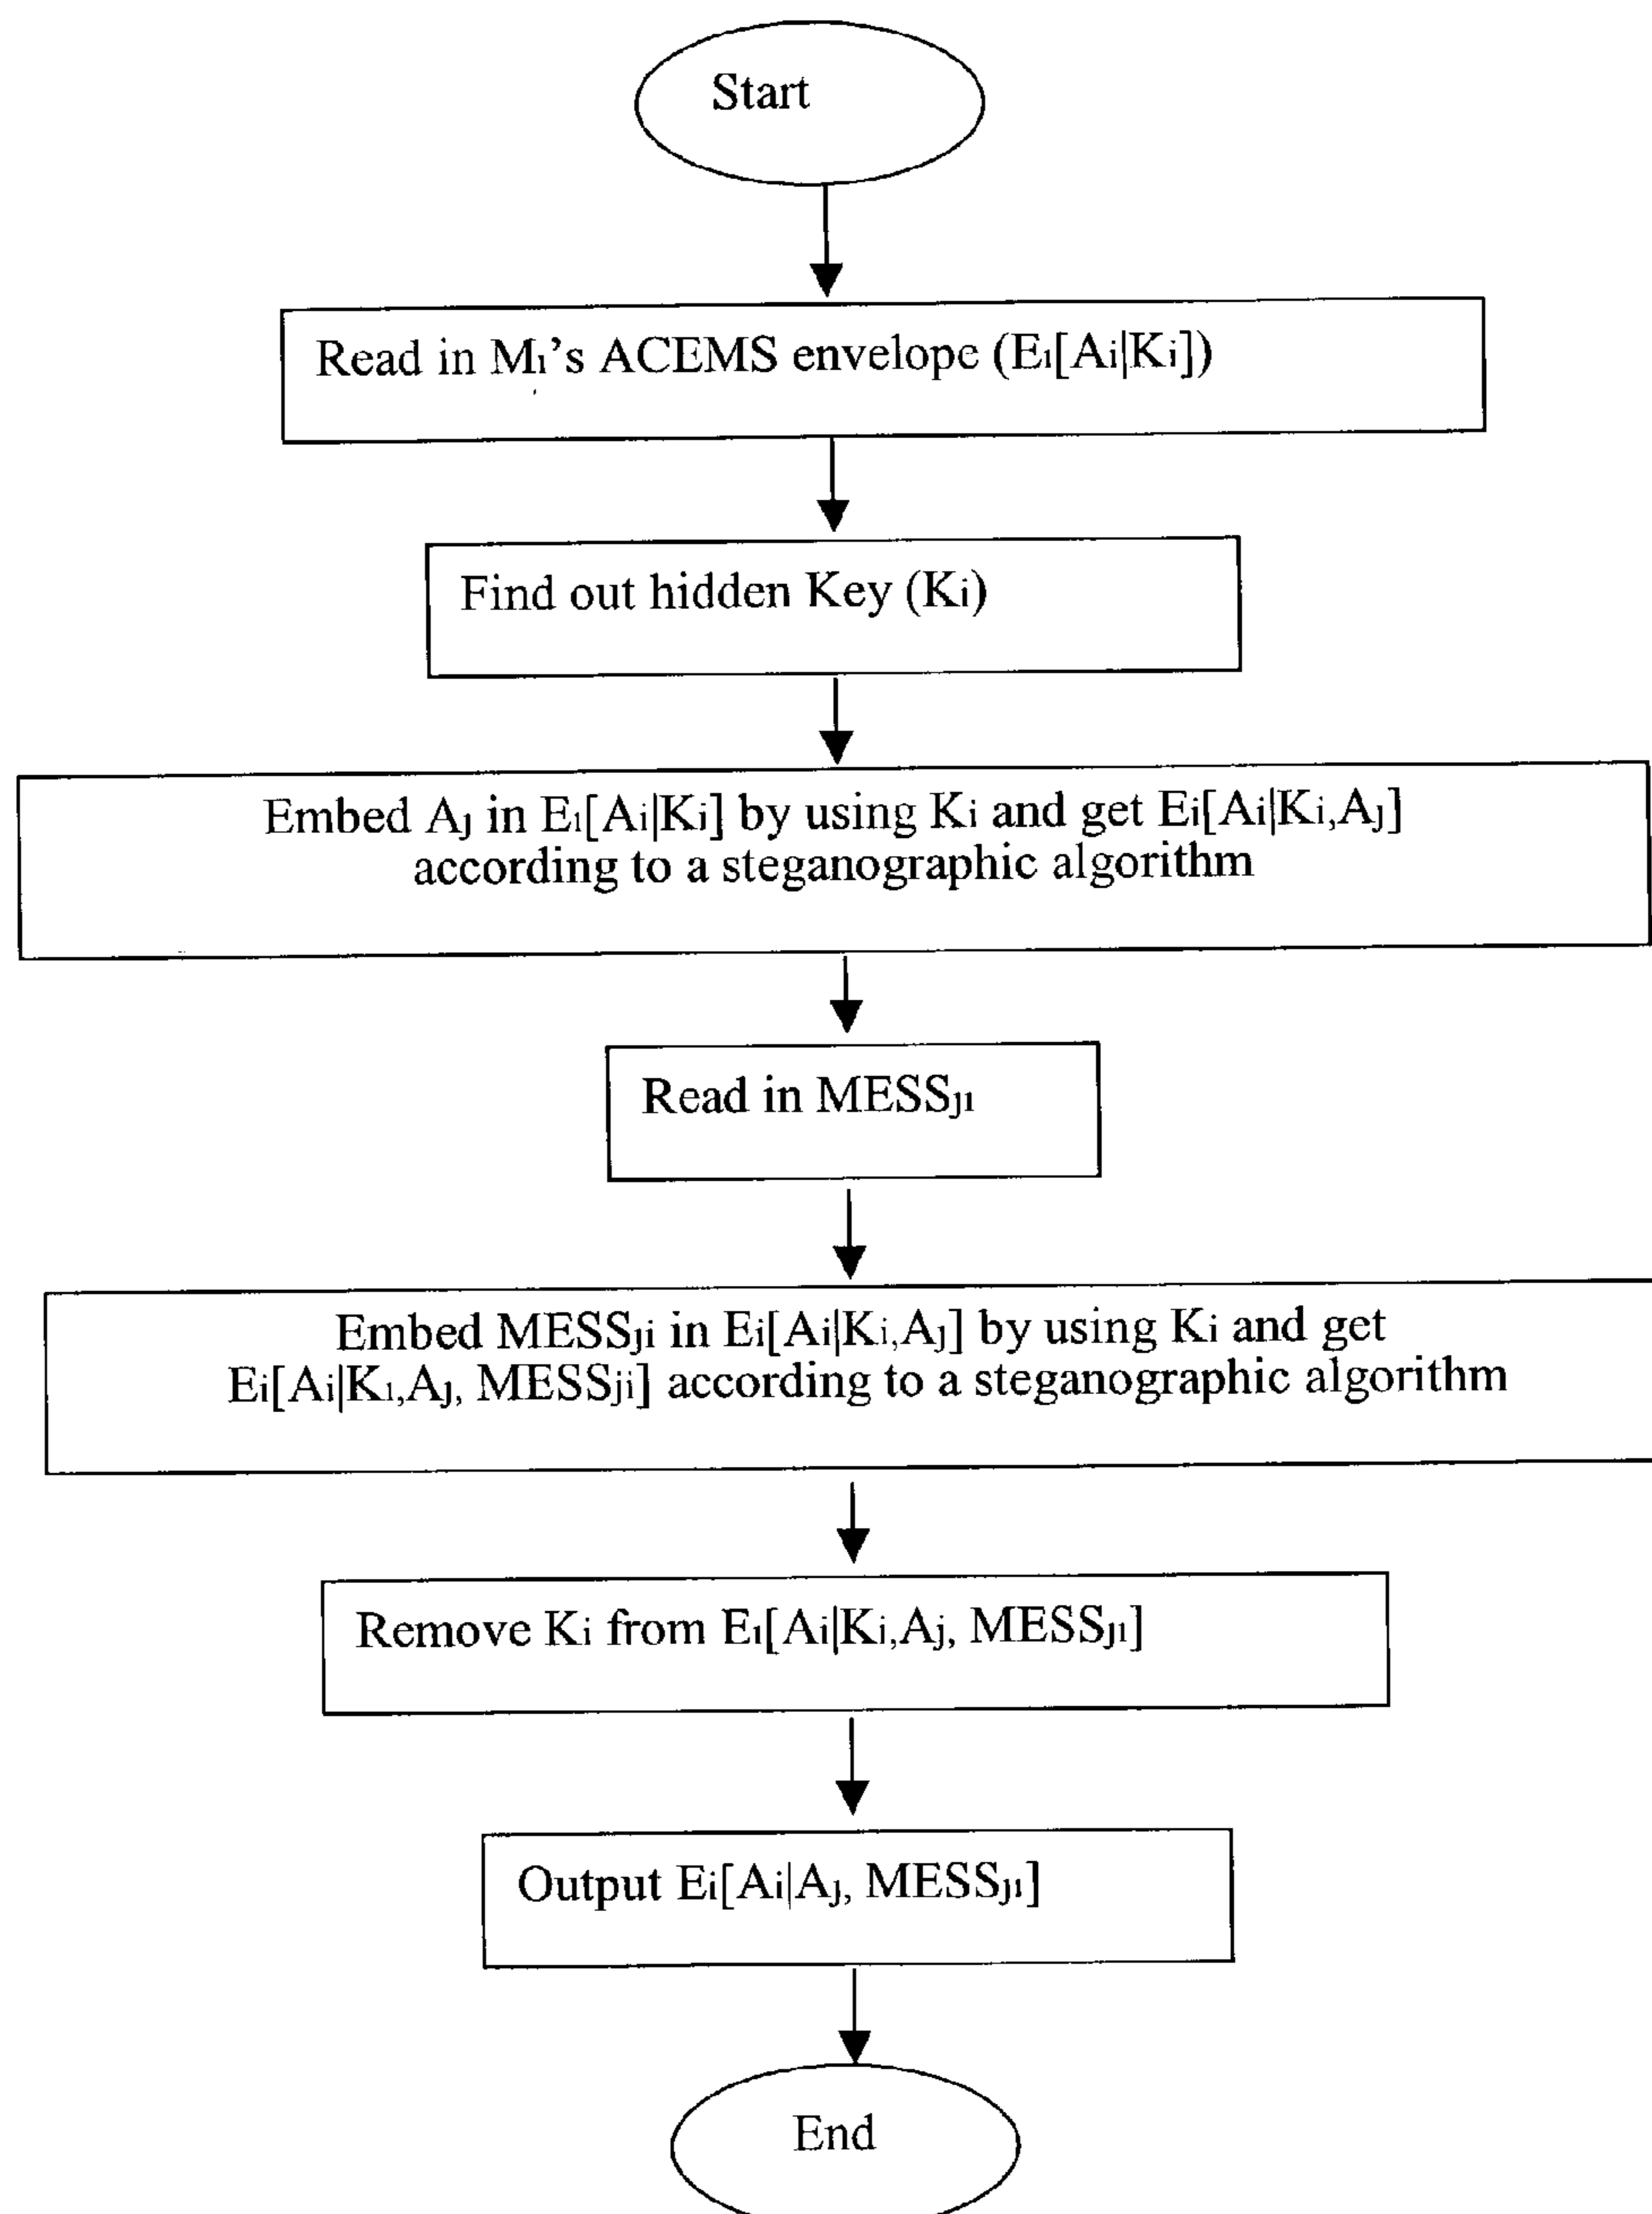 Start
Read in Mi's ACEMS envelope (Ei[Ai|Ki])
Find out hidden Key (Ki)
Embed Aj in Ei[Ai|Ki] by using Ki and get Ei[Ai|Ki,Aj]
according to a steganographic algorithm
Read in MESSji
Embed MESSji in Ei[Ai|Ki,Aj] by using Ki and get
Ei[Ai|Ki,Aj, MESSji] according to a steganographic algorithm
Remove Ki from Ei[Ai|Ki,Aj, MESSji]
Output Ei[Ai|Aj, MESSji]
End